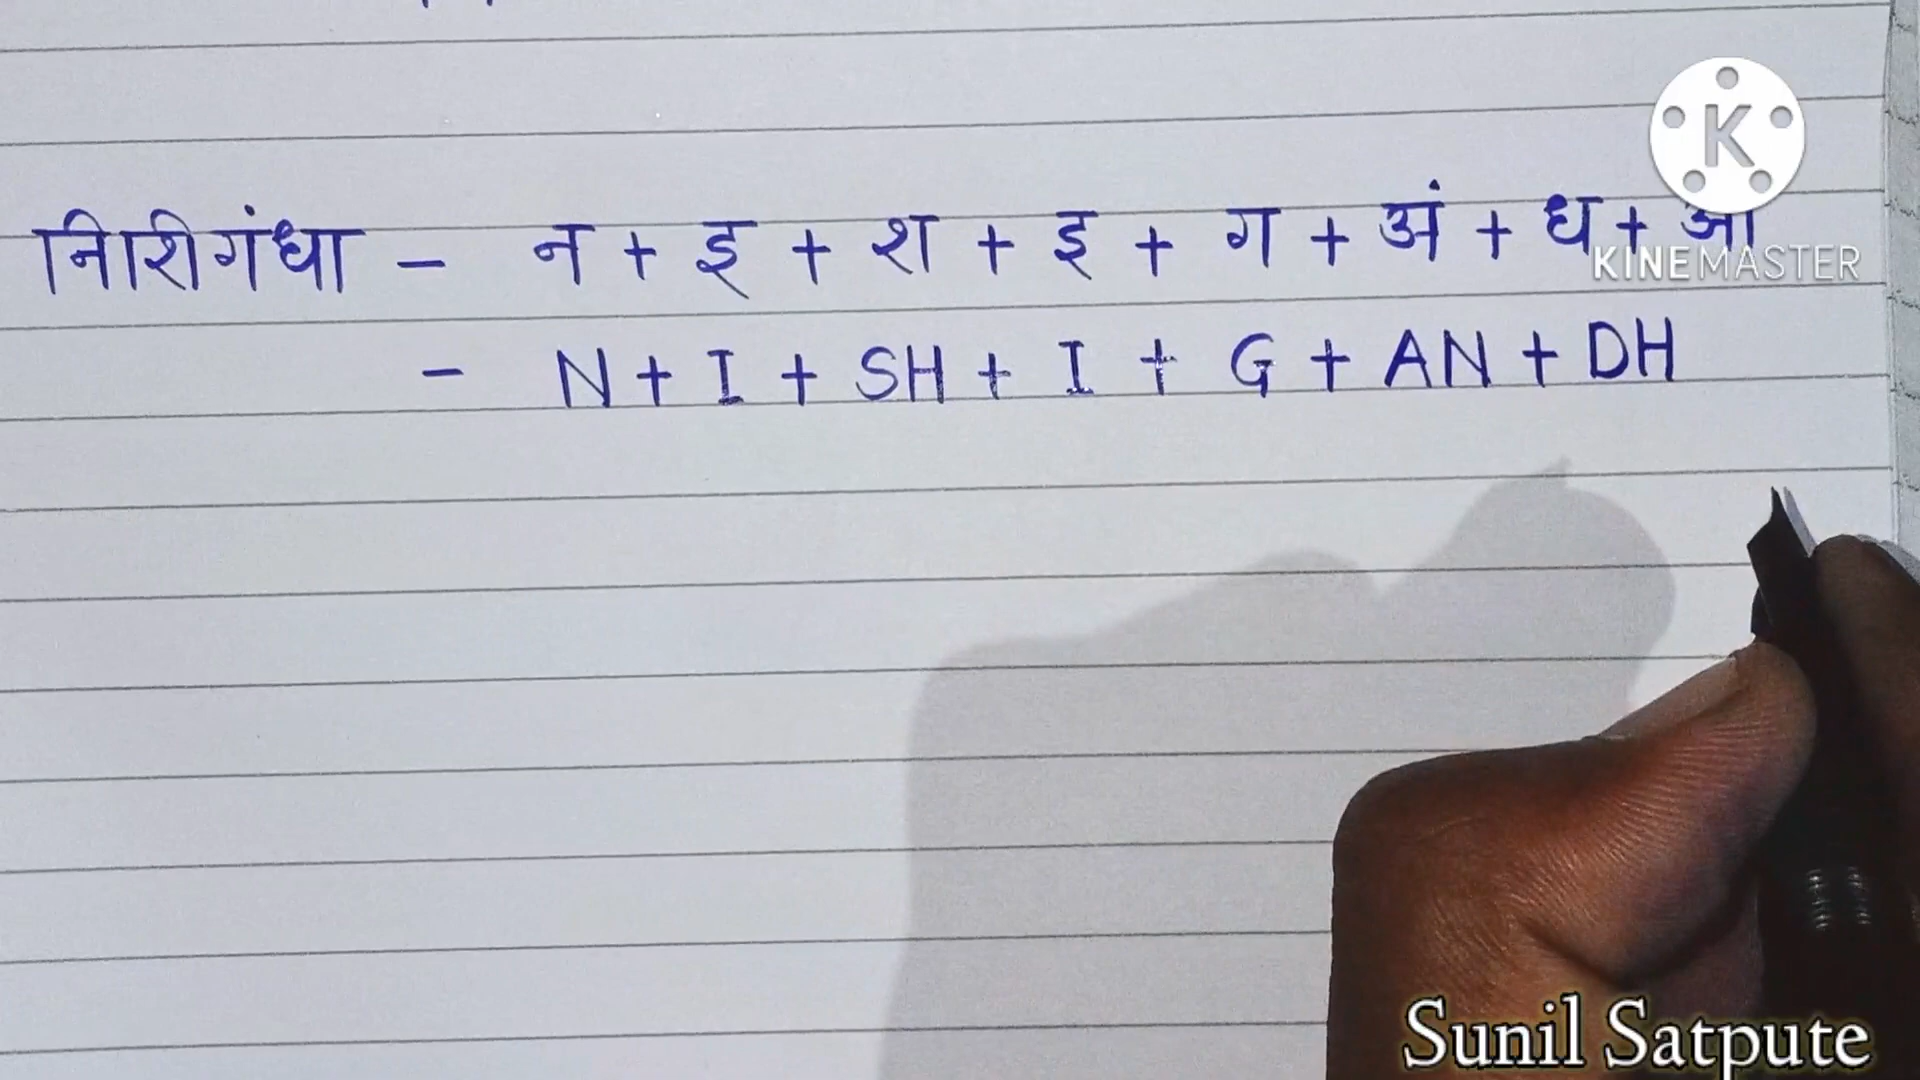 निशिगंधा - न + इ + श + इ + ग + अं + ध + आ
- N + I + SH + I + G + AN + DH
K
KINEMASTER
Sunil Satpute